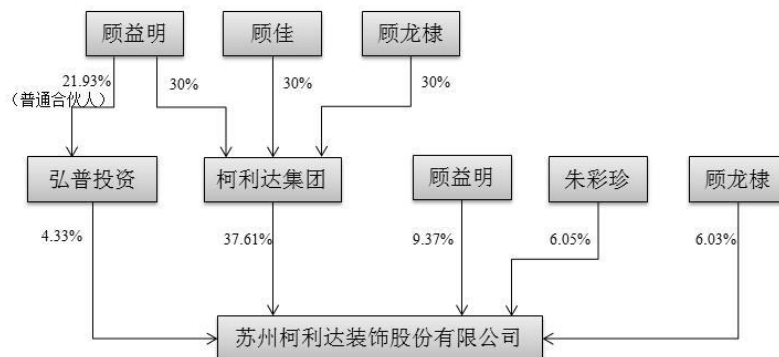 顾益明
顾佳
顾龙棣
21.93%
（普通合伙人）
30%
30%
30%
弘普投资
柯利达集团
顾益明
朱彩珍
顾龙棣
4.33%
37.61%
9.37%
6.05%
6.03%
苏州柯利达装饰股份有限公司